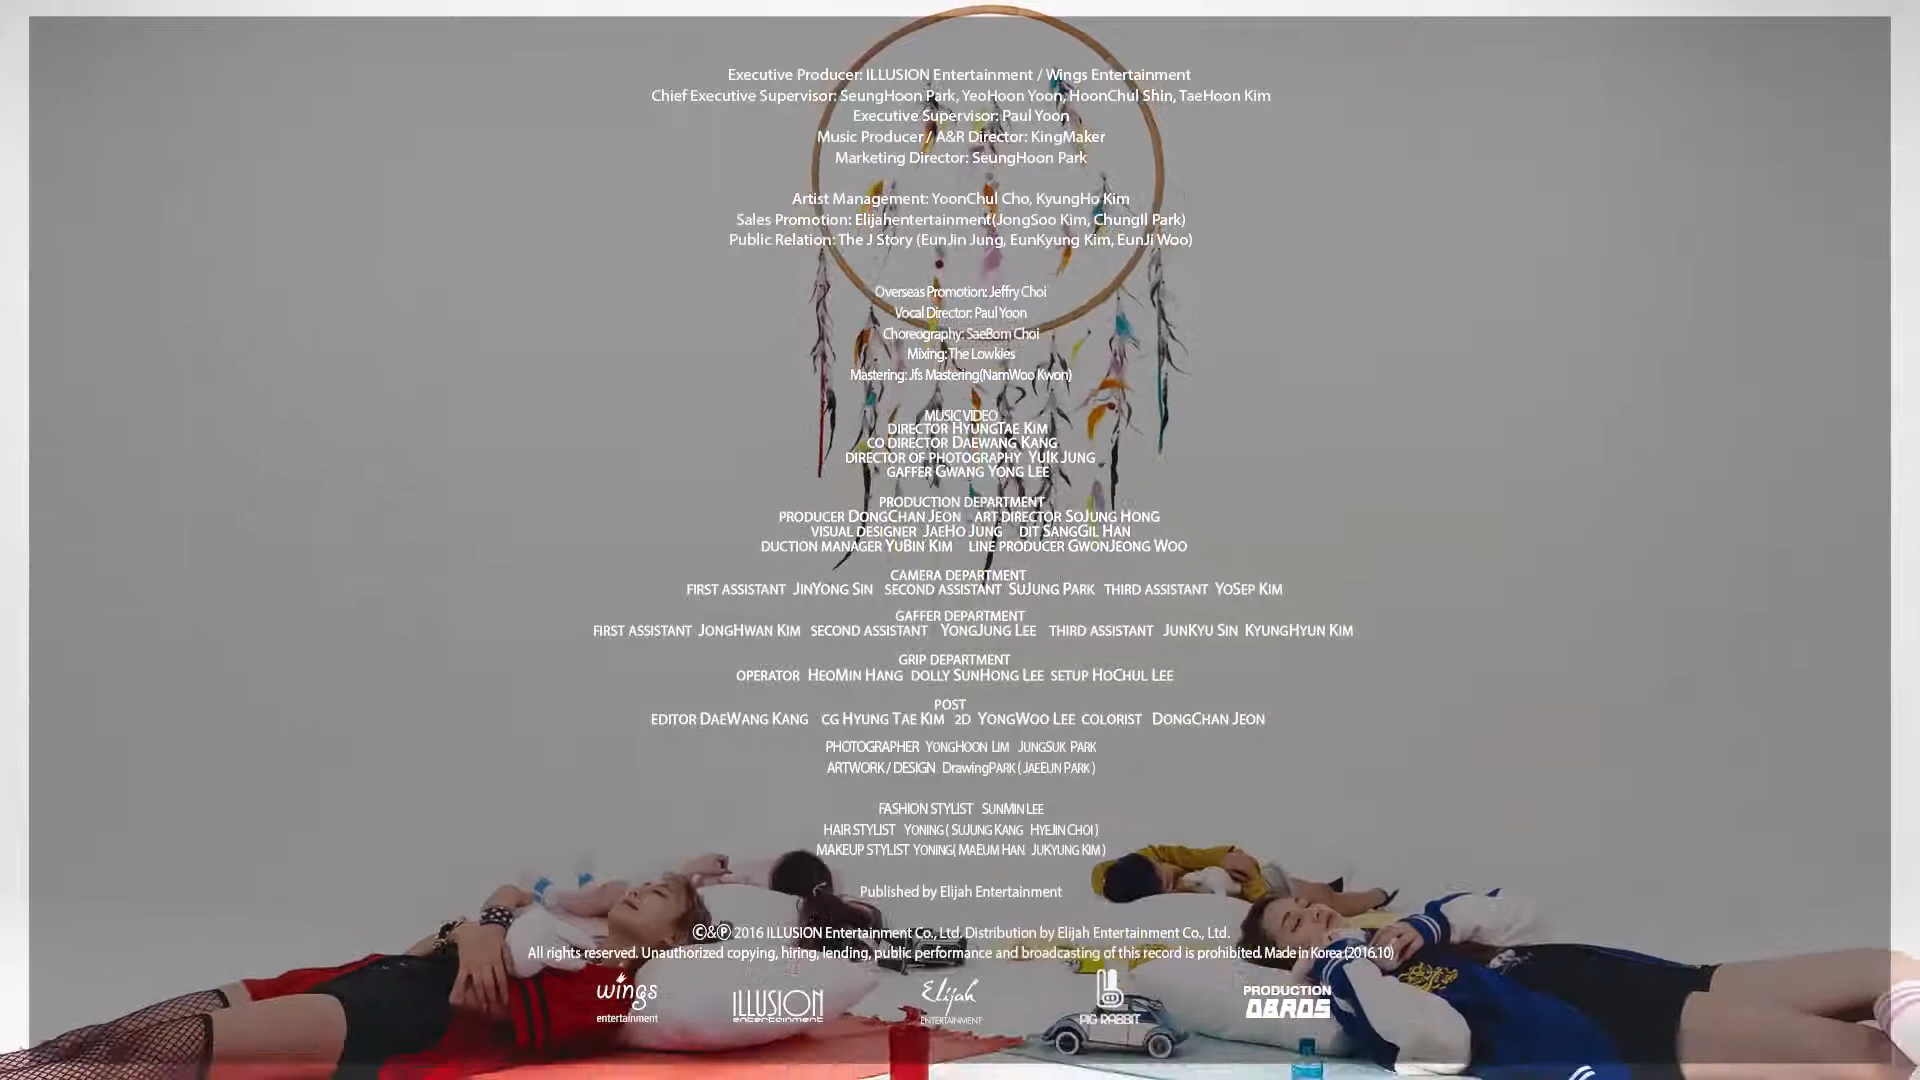 Executive Producer: ILLUSION Entertainment / Wings Entertainment
Chief Executive Supervisor: SeungHoon Park, YeoHoon Yoon, HoonChul Shin, TaeHoon Kim
Executive Supervisor: Paul Yoon
Music Producer / A&R Director: KingMaker
Marketing Director: SeungHoon Park
Artist Management: YoonChul Cho, KyungHo Kim
Sales Promotion: Elijahentertainment(JongSoo Kim, ChungIl Park)
Public Relation: The J Story (EunJin Jung, EunKyung Kim, EunJi Woo)
Overseas Promotion: Jeffry Choi
Vocal Director: Paul Yoon
Choreography: SaeBom Choi
Mixing: The Lowkies
Mastering: Jfs Mastering(NamWoo Kwon)
MUSIC VIDEO
DIRECTOR HYUNGTAE KIM
CO DIRECTOR DAEWANG KANG
DIRECTOR OF PHOTOGRAPHY YUIK JUNG
GAFFER GWANG YONG LEE
PRODUCTION DEPARTMENT
PRODUCER DONGCHAN JEON ART DIRECTOR SOJUNG HONG
VISUAL DESIGNER JAEHO JUNG DIT SANGGIL HAN
DUCTION MANAGER YUBIN KIM LINE PRODUCER GWONJEONG WOO
CAMERA DEPARTMENT
FIRST ASSISTANT JINYONG SIN SECOND ASSISTANT SUJUNG PARK THIRD ASSISTANT YOSEP KIM
GAFFER DEPARTMENT
FIRST ASSISTANT JONGHWAN KIM SECOND ASSISTANT YONGJUNG LEE THIRD ASSISTANT JUNKYU SIN KYUNGHYUN KIM
GRIP DEPARTMENT
OPERATOR HEOMIN HANG DOLLY SUNHONG LEE SETUP HOCHUL LEE
POST
EDITOR DAEWANG KANG CG HYUNG TAE KIM 2D YONGWOO LEE COLORIST DONGCHAN JEON
PHOTOGRAPHER YONGHOON LIM JUNGSUK PARK
ARTWORK / DESIGN DrawingPARK ( JAEEUN PARK )
FASHION STYLIST SUNMIN LEE
HAIR STYLIST YONING ( SUJUNG KANG HYEJIN CHOI )
MAKEUP STYLIST YONING( MAEUM HAN JUKYUNG KIM )
Published by Elijah Entertainment
©&℗ 2016 ILLUSION Entertainment Co., Ltd. Distribution by Elijah Entertainment Co., Ltd.
All rights reserved. Unauthorized copying, hiring, lending, public performance and broadcasting of this record is prohibited. Made in Korea (2016.10)
wings entertainment
ILLUSION entertainment
Elijah ENTERTAINMENT
PIG RABBIT
PRODUCTION OBROS